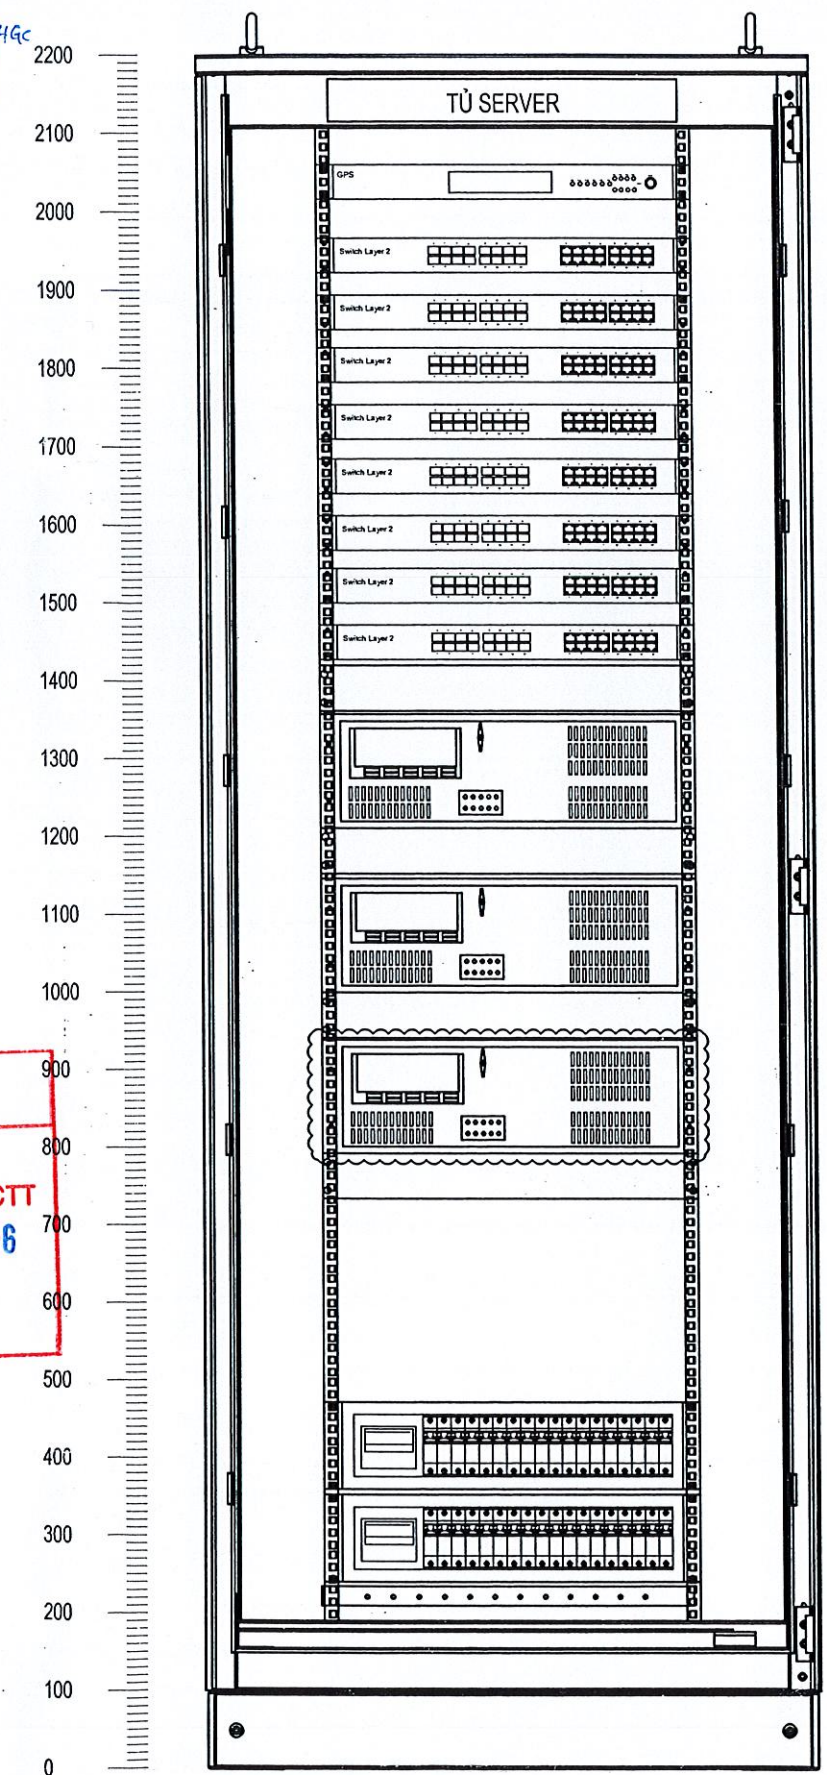 HGC
2200
TỦ SERVER
2100
GPS
2000
Switch Layer 2
1900
Switch Layer 2
1800
Switch Layer 2
Switch Layer 2
1700
Switch Layer 2
1600
Switch Layer 2
Switch Layer 2
1500
Switch Layer 2
1400
1300
1200
1100
1000
900
800
CTT
700
6
600
500
400
300
200
100
0